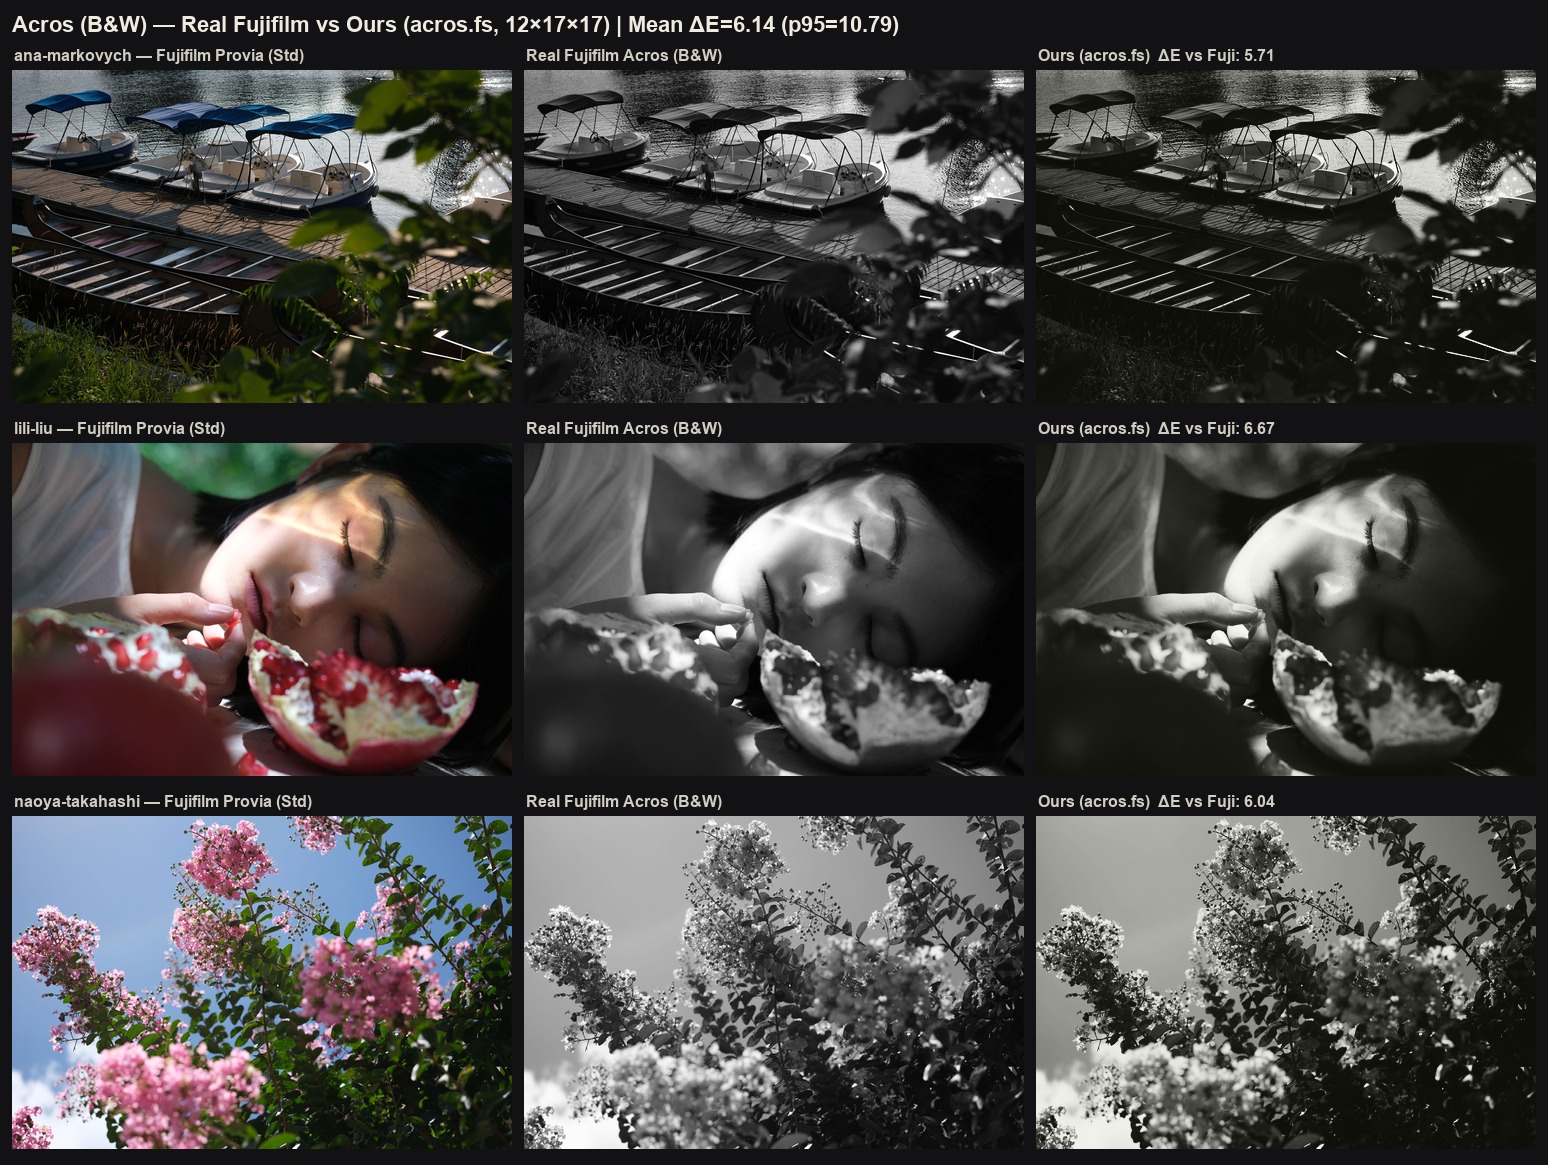 Acros (B&W) — Real Fujifilm vs Ours (acros.fs, 12×17×17) | Mean ΔE=6.14 (p95=10.79)
ana-markovych — Fujifilm Provia (Std)
Real Fujifilm Acros (B&W)
Ours (acros.fs)  ΔE vs Fuji: 5.71
lili-liu — Fujifilm Provia (Std)
Real Fujifilm Acros (B&W)
Ours (acros.fs)  ΔE vs Fuji: 6.67
naoya-takahashi — Fujifilm Provia (Std)
Real Fujifilm Acros (B&W)
Ours (acros.fs)  ΔE vs Fuji: 6.04